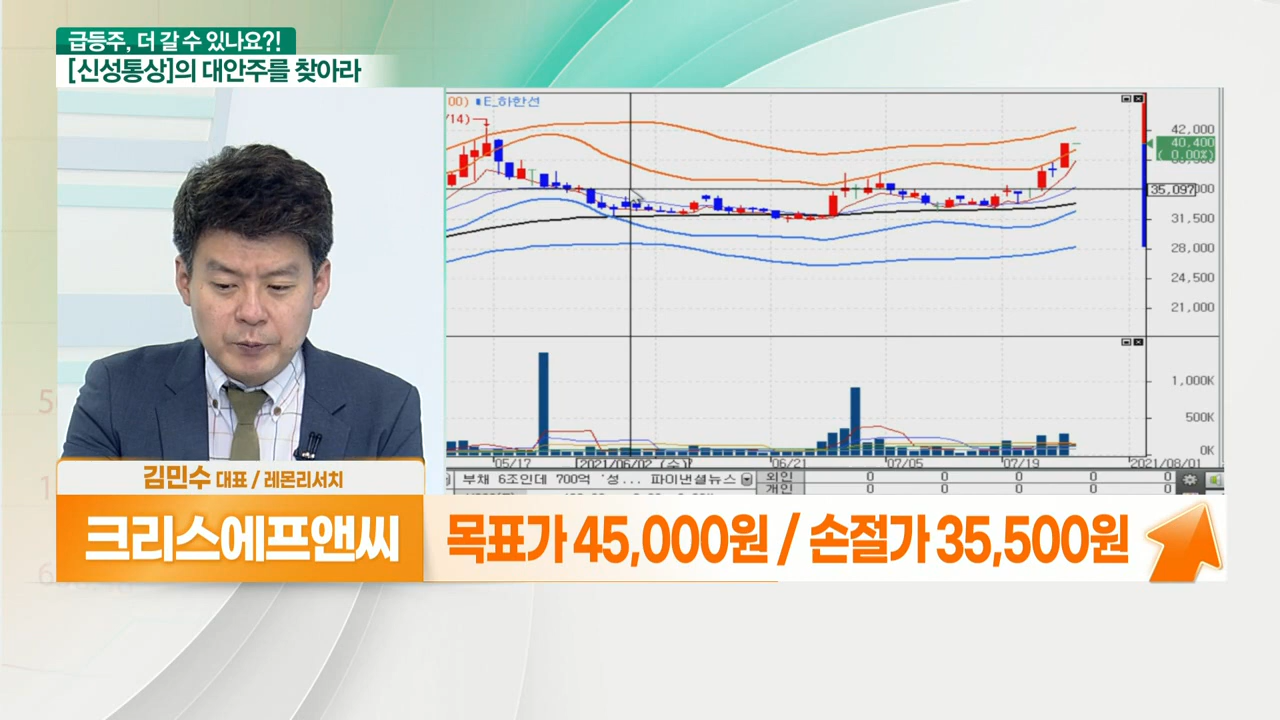 급등주, 더 갈 수 있나요?!
[신성통상]의 대안주를 찾아라
00) E_하한선
/14)
42,000
40,400
( 0.00%)
35,097
31,500
28,000
24,500
21,000
1,000K
500K
0K
05/17
2021/06/02 (수)
06/21
07/05
07/19
2021/08/01
부채 6조인데 700억 '성... 파이낸셜뉴스
외인 0 0 0 0 0
개인 0 0 0 0 0
김민수 대표 / 레몬리서치
크리스에프앤씨
목표가 45,000원 / 손절가 35,500원